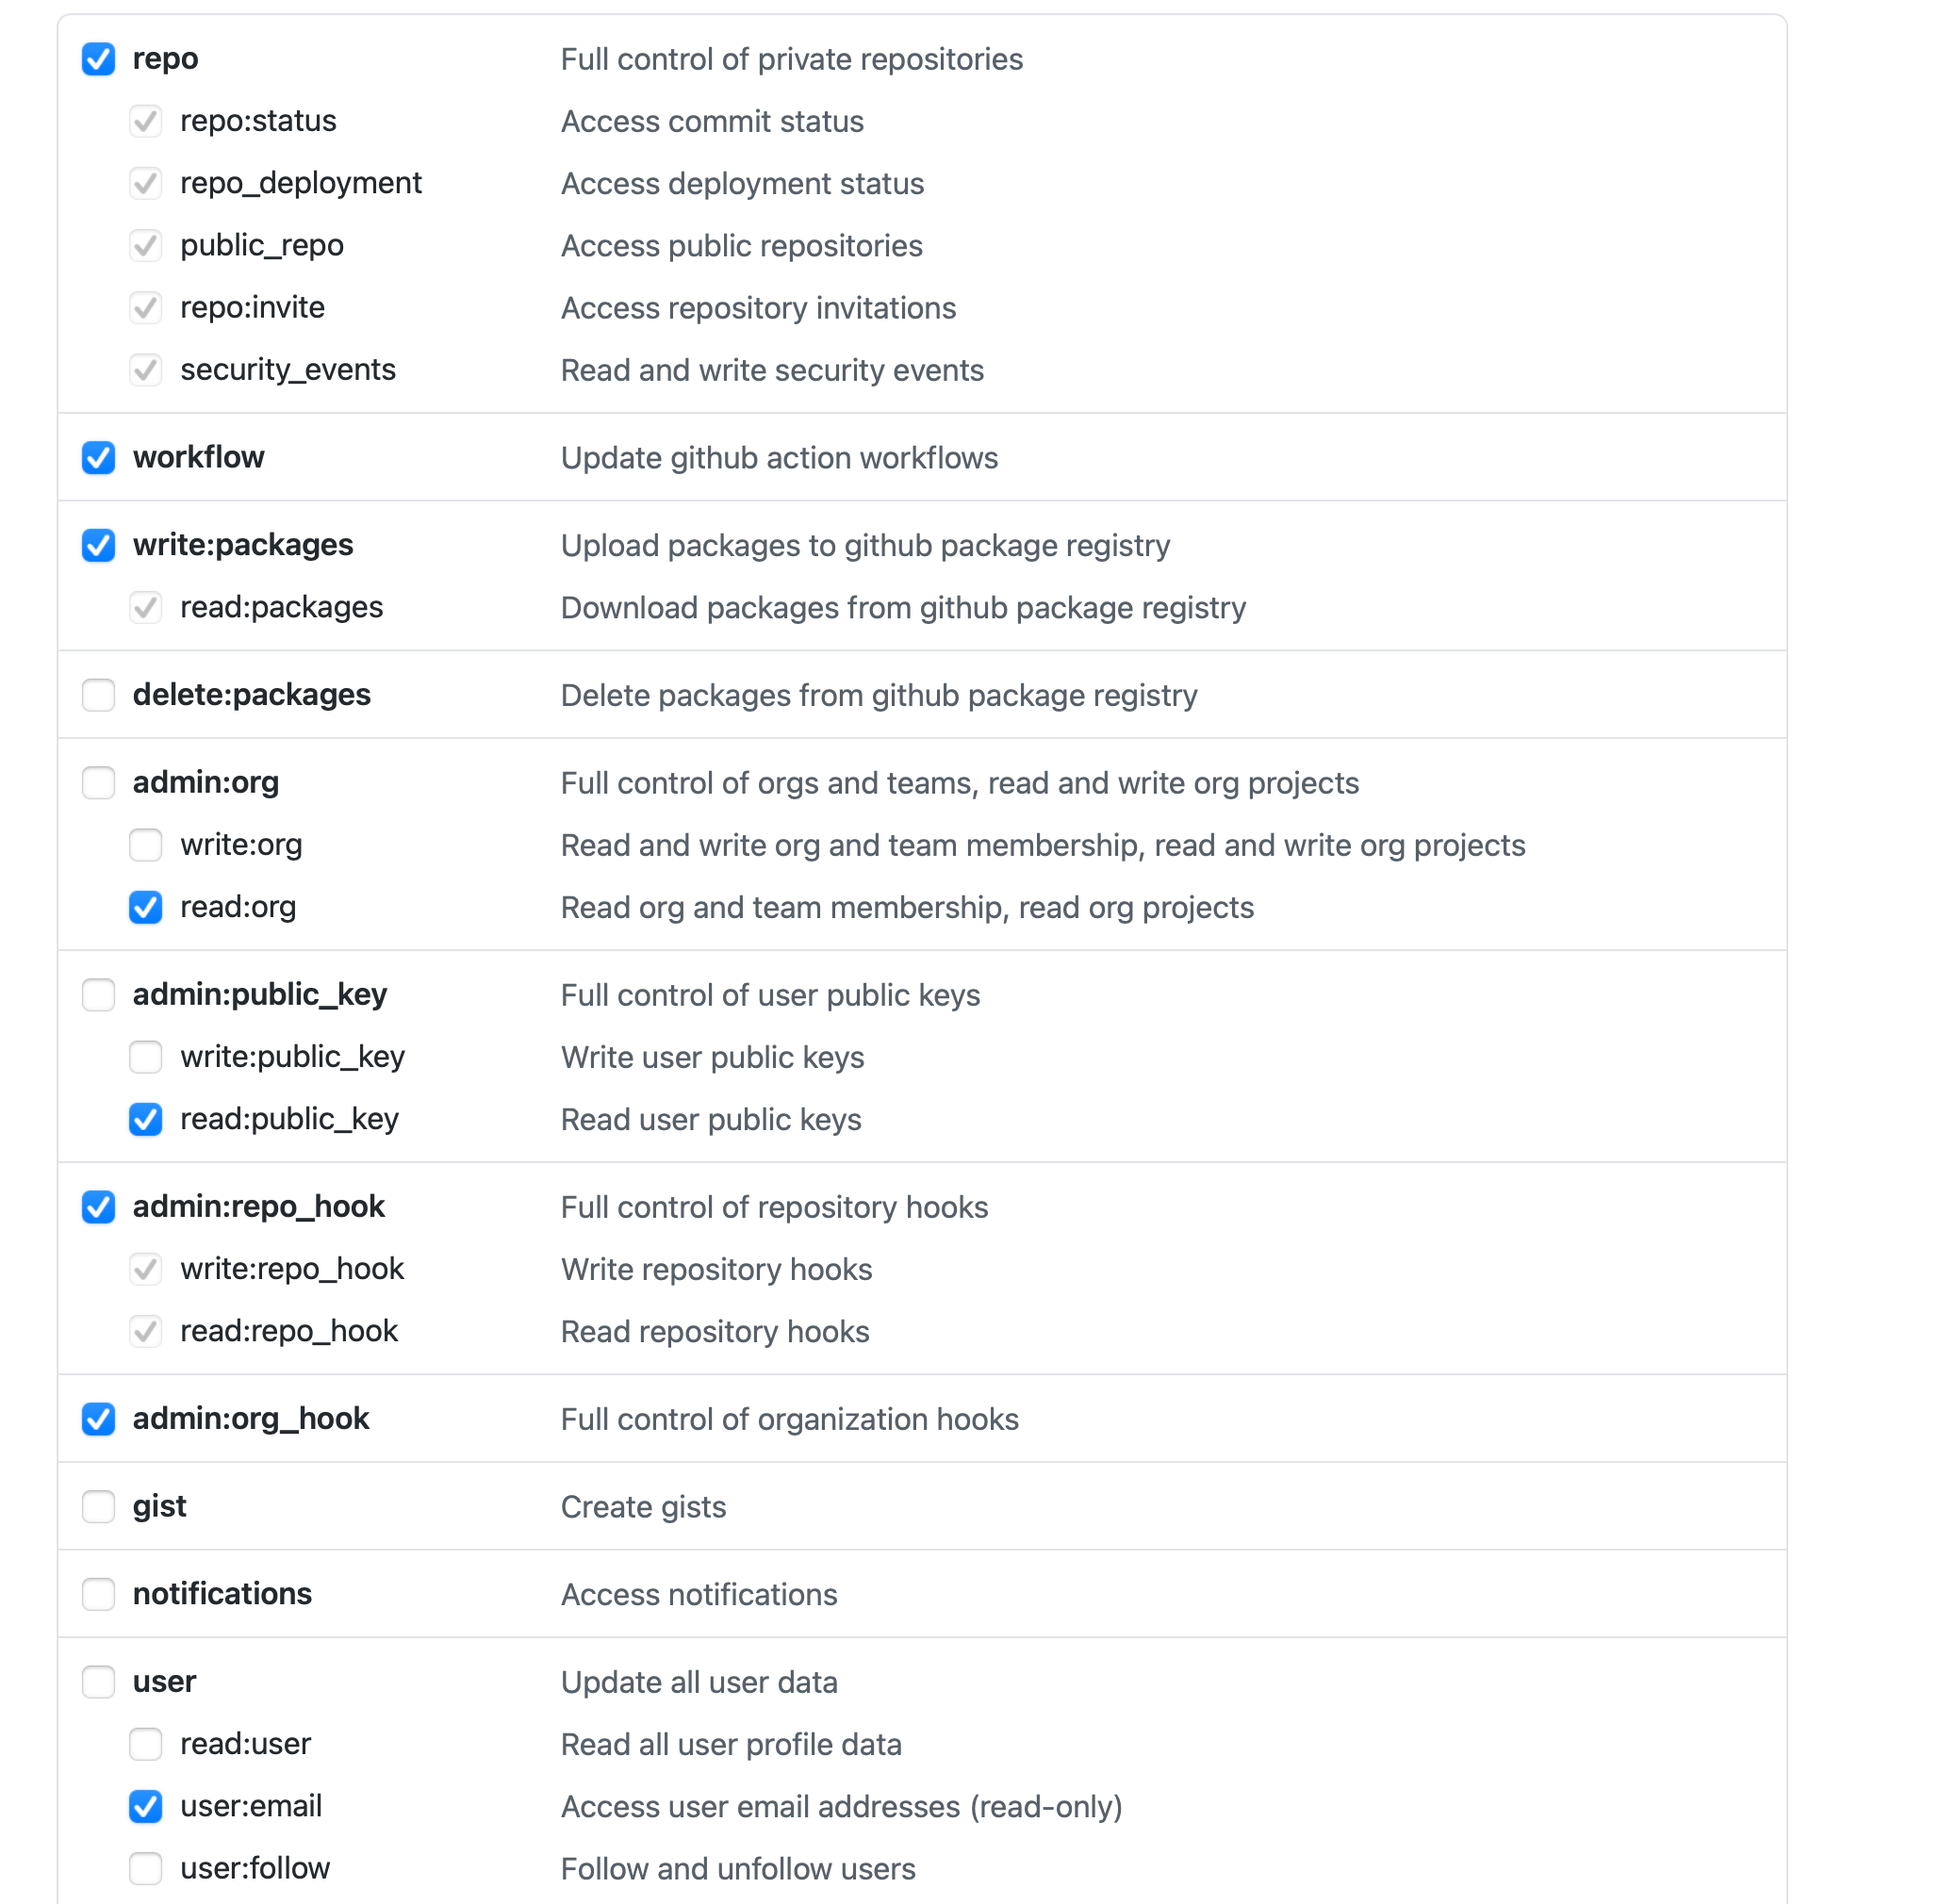 repo Full control of private repositories
repo:status Access commit status
repo_deployment Access deployment status
public_repo Access public repositories
repo:invite Access repository invitations
security_events Read and write security events
workflow Update github action workflows
write:packages Upload packages to github package registry
read:packages Download packages from github package registry
delete:packages Delete packages from github package registry
admin:org Full control of orgs and teams, read and write org projects
write:org Read and write org and team membership, read and write org projects
read:org Read org and team membership, read org projects
admin:public_key Full control of user public keys
write:public_key Write user public keys
read:public_key Read user public keys
admin:repo_hook Full control of repository hooks
write:repo_hook Write repository hooks
read:repo_hook Read repository hooks
admin:org_hook Full control of organization hooks
gist Create gists
notifications Access notifications
user Update all user data
read:user Read all user profile data
user:email Access user email addresses (read-only)
user:follow Follow and unfollow users